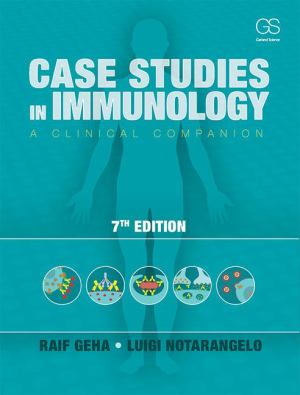 GS
Garland Science
CASE STUDIES
IN IMMUNOLOGY
A CLINICAL COMPANION
7TH EDITION
RAIF GEHA • LUIGI NOTARANGELO